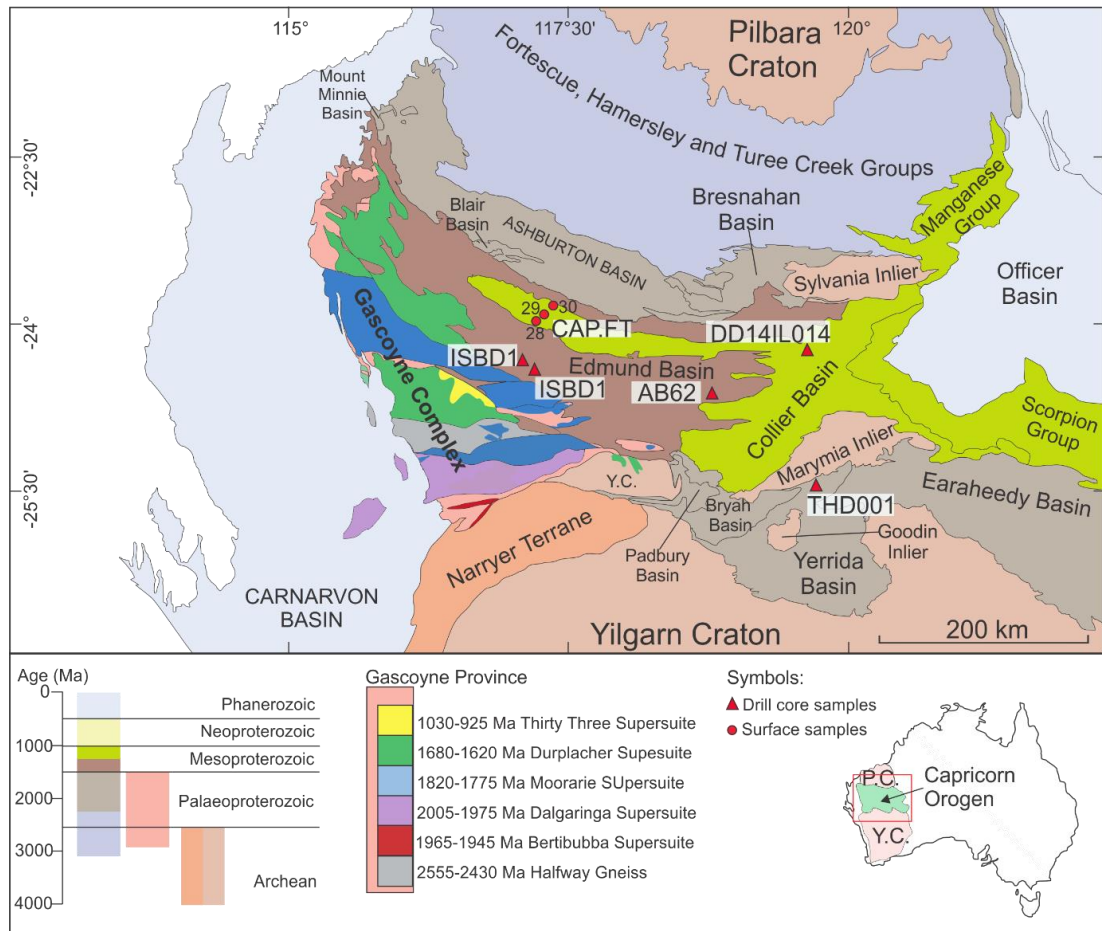 115°
117°30'
120°
-22°30'
-24°
-25°30'
Pilbara
Craton
Fortescue, Hamersley and Turee Creek Groups
Mount
Minnie
Basin
Manganese
Group
Blair
Basin
ASHBURTON BASIN
Bresnahan
Basin
Sylvania Inlier
Officer
Basin
29
30
28
CAP.FT
DD14IL014
ISBD1
ISBD1
Edmund Basin
AB62
Gascoyne Complex
Collier Basin
Scorpion
Group
Marymia Inlier
Earaheedy Basin
THD001
Y.C.
Bryah
Basin
Padbury
Basin
Goodin
Inlier
Yerrida
Basin
Narryer Terrane
CARNARVON
BASIN
Yilgarn Craton
200 km
Age (Ma)
0
1000
2000
3000
4000
Phanerozoic
Neoproterozoic
Mesoproterozoic
Palaeoproterozoic
Archean
Gascoyne Province
1030-925 Ma Thirty Three Supersuite
1680-1620 Ma Durplacher Supesuite
1820-1775 Ma Moorarie SUpersuite
2005-1975 Ma Dalgaringa Supersuite
1965-1945 Ma Bertibubba Supersuite
2555-2430 Ma Halfway Gneiss
Symbols:
Drill core samples
Surface samples
P.C.
Capricorn
Orogen
Y.C.